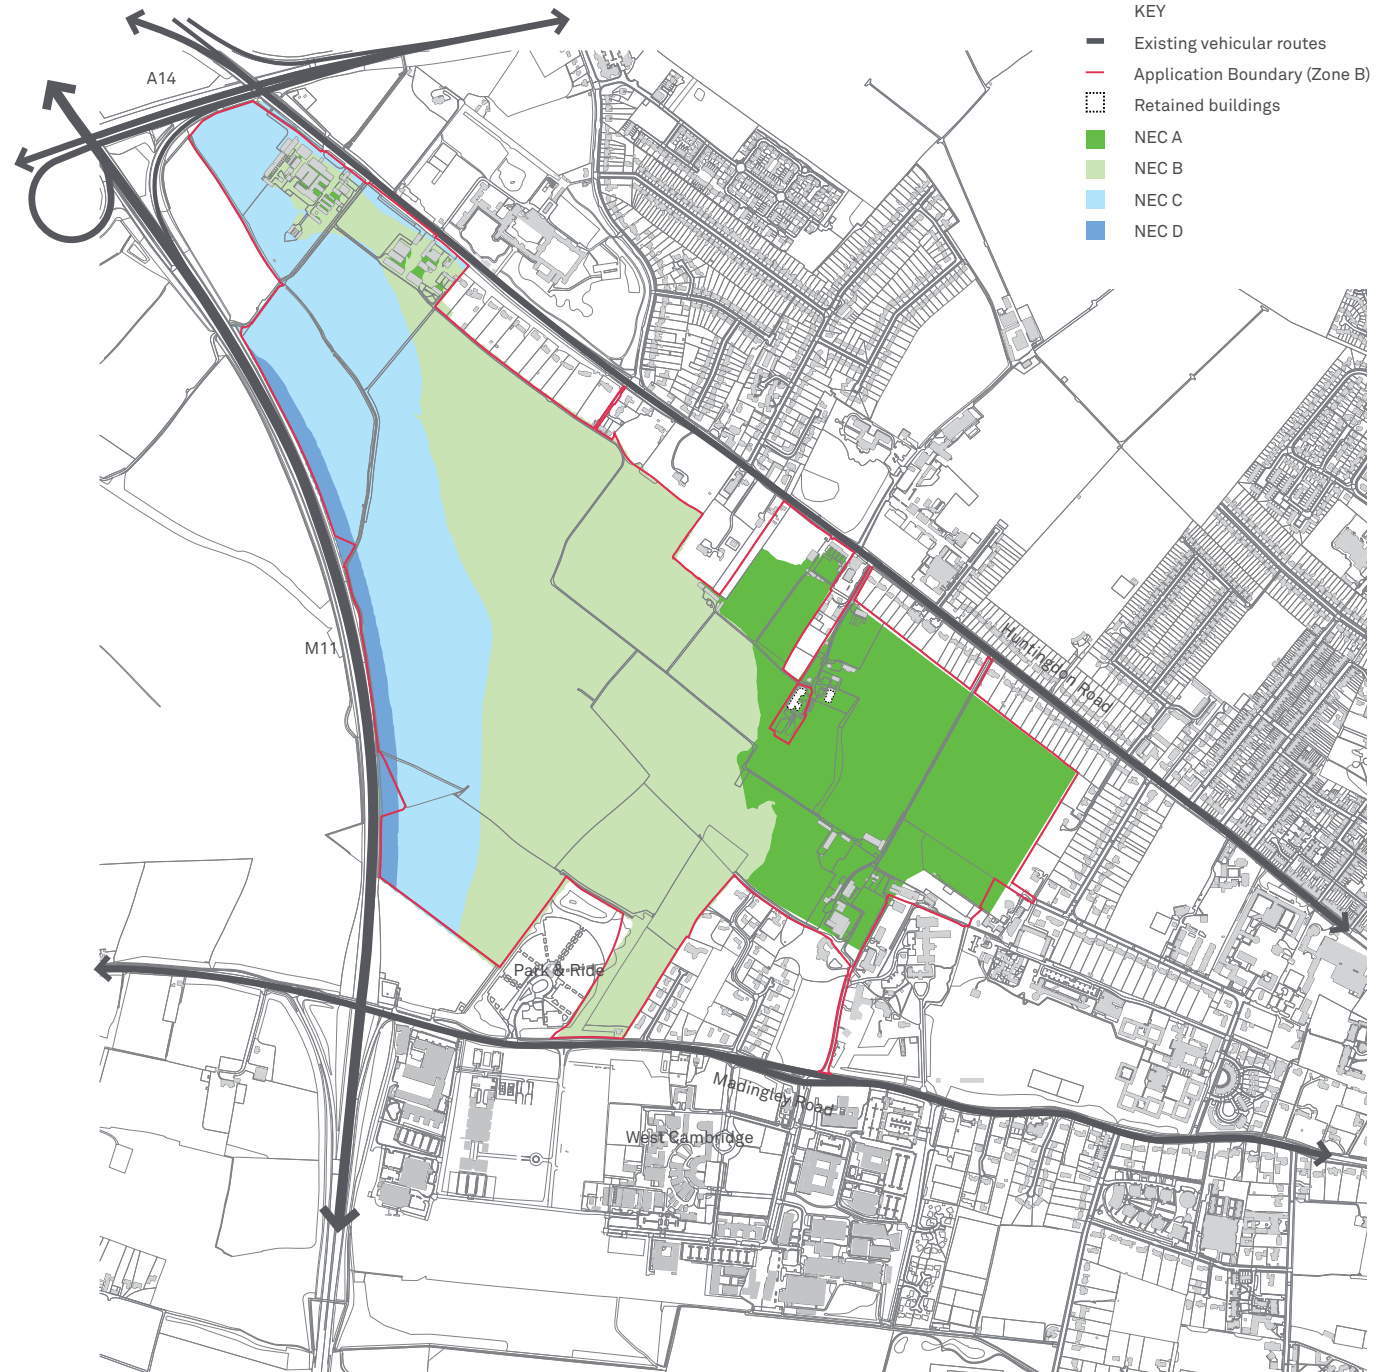 KEY
Existing vehicular routes
Application Boundary (Zone B)
Retained buildings
NEC A
NEC B
NEC C
NEC D
A14
M11
Huntingdon Road
Park & Ride
Madingley Road
West Cambridge